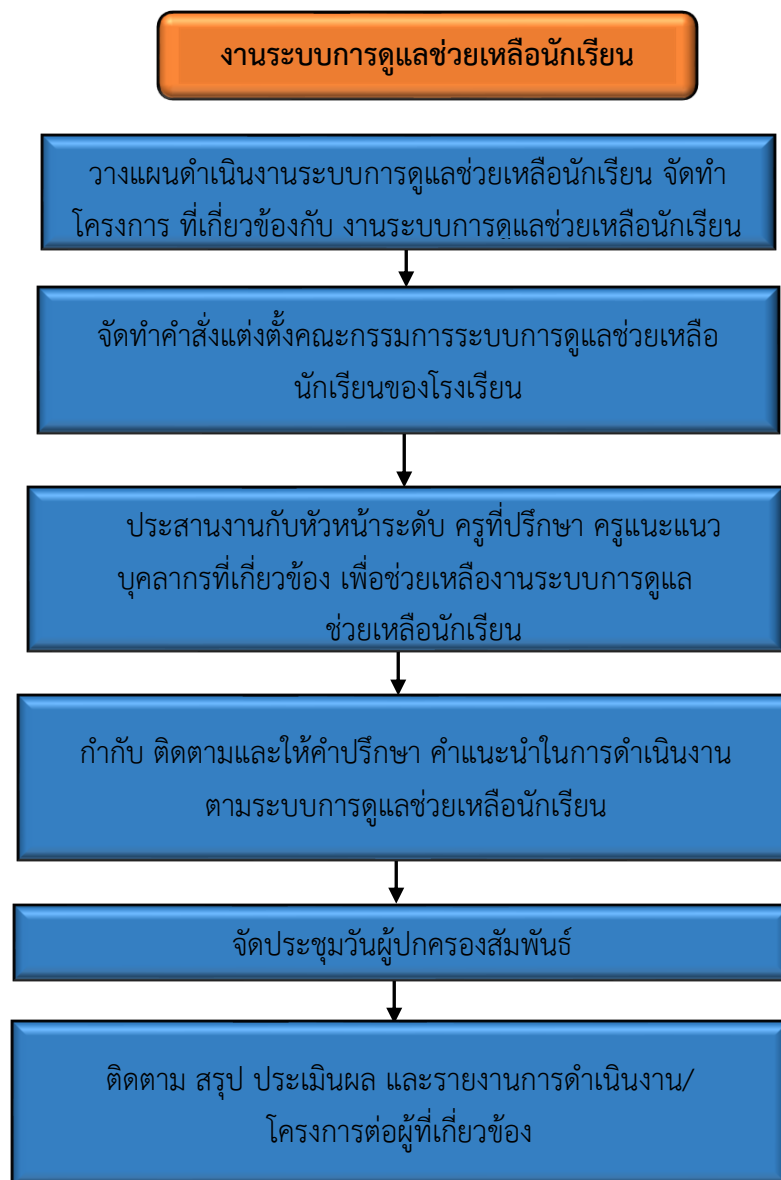 งานระบบการดูแลช่วยเหลือนักเรียน
วางแผนดำเนินงานระบบการดูแลช่วยเหลือนักเรียน จัดทำ
โครงการ ที่เกี่ยวข้องกับ งานระบบการดูแลช่วยเหลือนักเรียน
จัดทำคำสั่งแต่งตั้งคณะกรรมการระบบการดูแลช่วยเหลือ
นักเรียนของโรงเรียน
ประสานงานกับหัวหน้าระดับ ครูที่ปรึกษา ครูแนะแนว
บุคลากรที่เกี่ยวข้อง เพื่อช่วยเหลืองานระบบการดูแล
ช่วยเหลือนักเรียน
กำกับ ติดตามและให้คำปรึกษา คำแนะนำในการดำเนินงาน
ตามระบบการดูแลช่วยเหลือนักเรียน
จัดประชุมวันผู้ปกครองสัมพันธ์
ติดตาม สรุป ประเมินผล และรายงานการดำเนินงาน/
โครงการต่อผู้ที่เกี่ยวข้อง